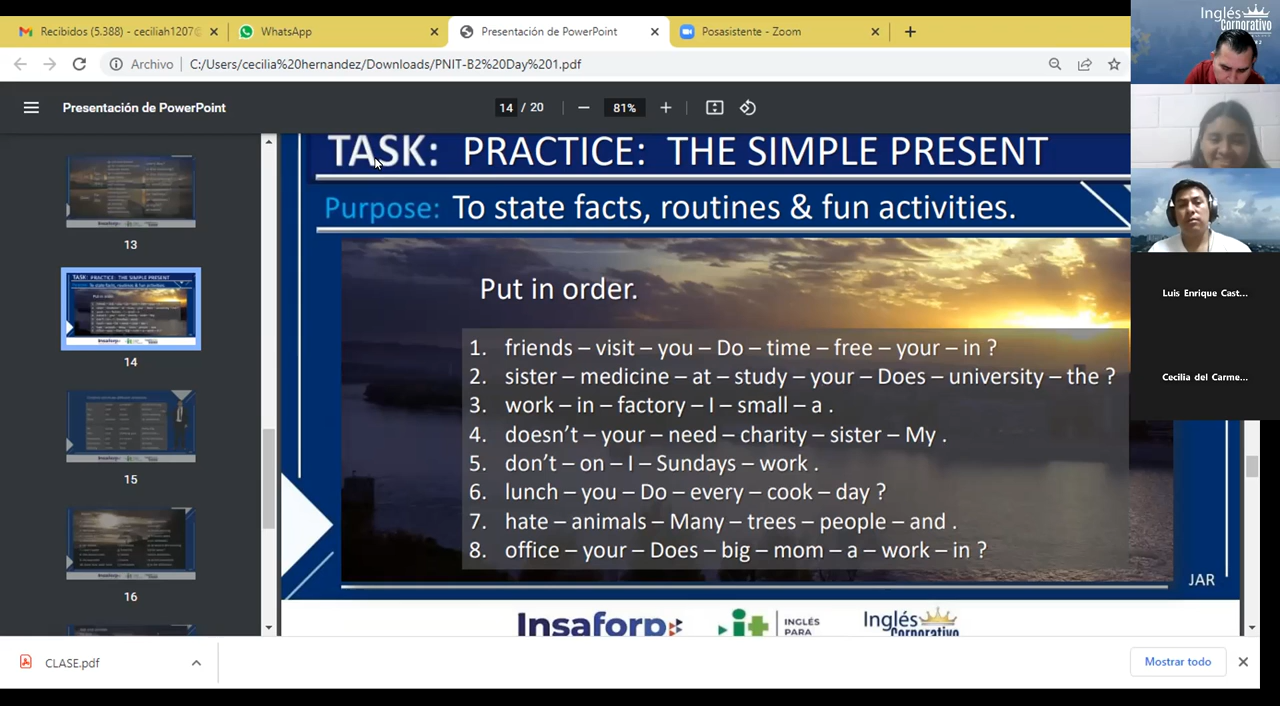 Recibidos (5.388) - ceciliah1207@
WhatsApp
Presentación de PowerPoint
Posasistente - Zoom
Archivo
C:/Users/cecilia%20hernandez/Downloads/PNIT-B2%20Day%201.pdf
Presentación de PowerPoint
14 / 20
81%
13
14
15
16
TASK: PRACTICE: THE SIMPLE PRESENT
Purpose: To state facts, routines & fun activities.
Put in order.
1. friends – visit – you – Do – time – free – your – in ?
2. sister – medicine – at – study – your – Does – university – the ?
3. work – in – factory – I – small – a .
4. doesn't – your – need – charity – sister – My .
5. don't – on – I – Sundays – work .
6. lunch – you – Do – every – cook – day ?
7. hate – animals – Many – trees – people – and .
8. office – your – Does – big – mom – a – work – in ?
JAR
Insaforp
it
INGLÉS
PARA
Inglés
Corporativo
Inglés
Corporativo
Luis Enrique Cast...
Cecilia del Carme...
CLASE.pdf
Mostrar todo